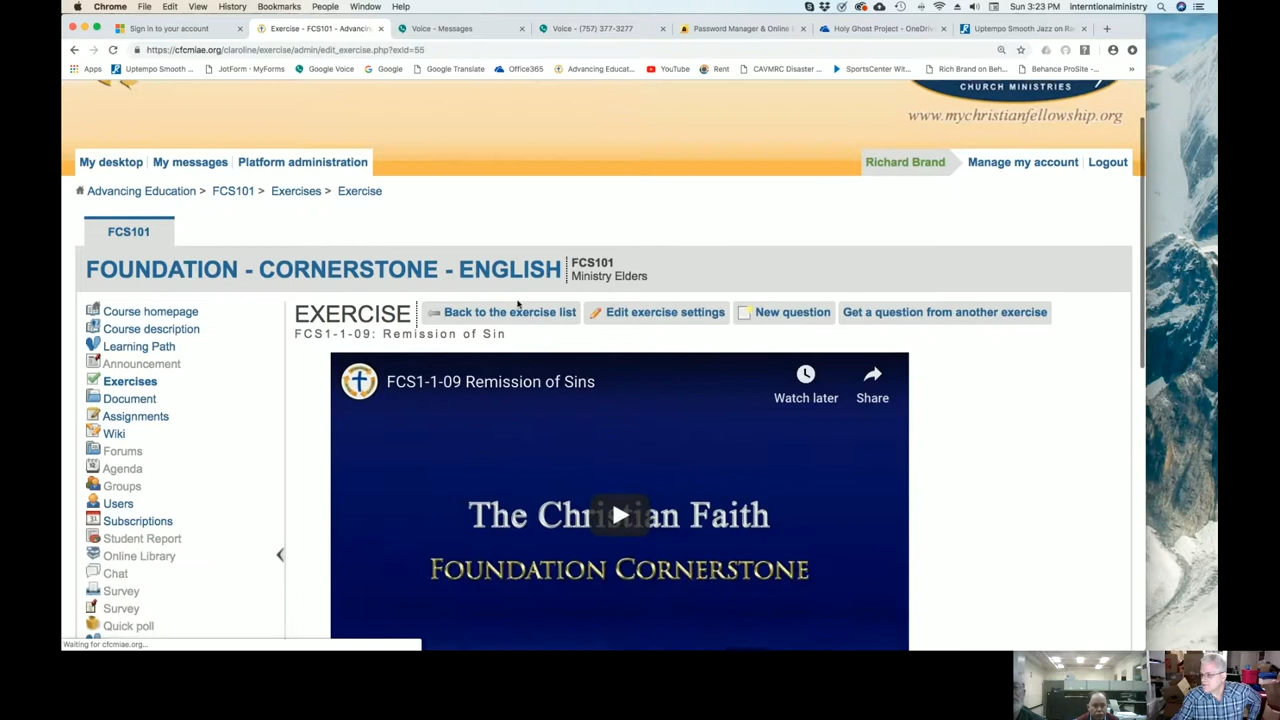 Chrome File Edit View History Bookmarks People Window Help Sun 3:23 PM interntionalministry
Sign in to your account Exercise - FCS101 - Advancin Voice - Messages Voice - (757) 377-3277 Password Manager & Online Holy Ghost Project - OneDriv Uptempo Smooth Jazz on Ra
https://cfcmiae.org/claroline/exercise/admin/edit_exercise.php?exId=55
Apps Uptempo Smooth ... JotForm · MyForms Google Voice Google Google Translate Office365 Advancing Educat... YouTube Rent CAVMRC Disaster ... SportsCenter Wit... Rich Brand on Beh... Behance ProSite -... »
CHURCH MINISTRIES
www.mychristianfellowship.org
My desktop My messages Platform administration Richard Brand Manage my account Logout
Advancing Education > FCS101 > Exercises > Exercise
FCS101
FOUNDATION - CORNERSTONE - ENGLISH
FCS101
Ministry Elders
Course homepage
Course description
Learning Path
Announcement
Exercises
Document
Assignments
Wiki
Forums
Agenda
Groups
Users
Subscriptions
Student Report
Online Library
Chat
Survey
Survey
Quick poll
EXERCISE Back to the exercise list Edit exercise settings New question Get a question from another exercise
FCS1-1-09: Remission of Sin
FCS1-1-09 Remission of Sins
Watch later Share
The Christian Faith
FOUNDATION CORNERSTONE
Waiting for cfcmiae.org...